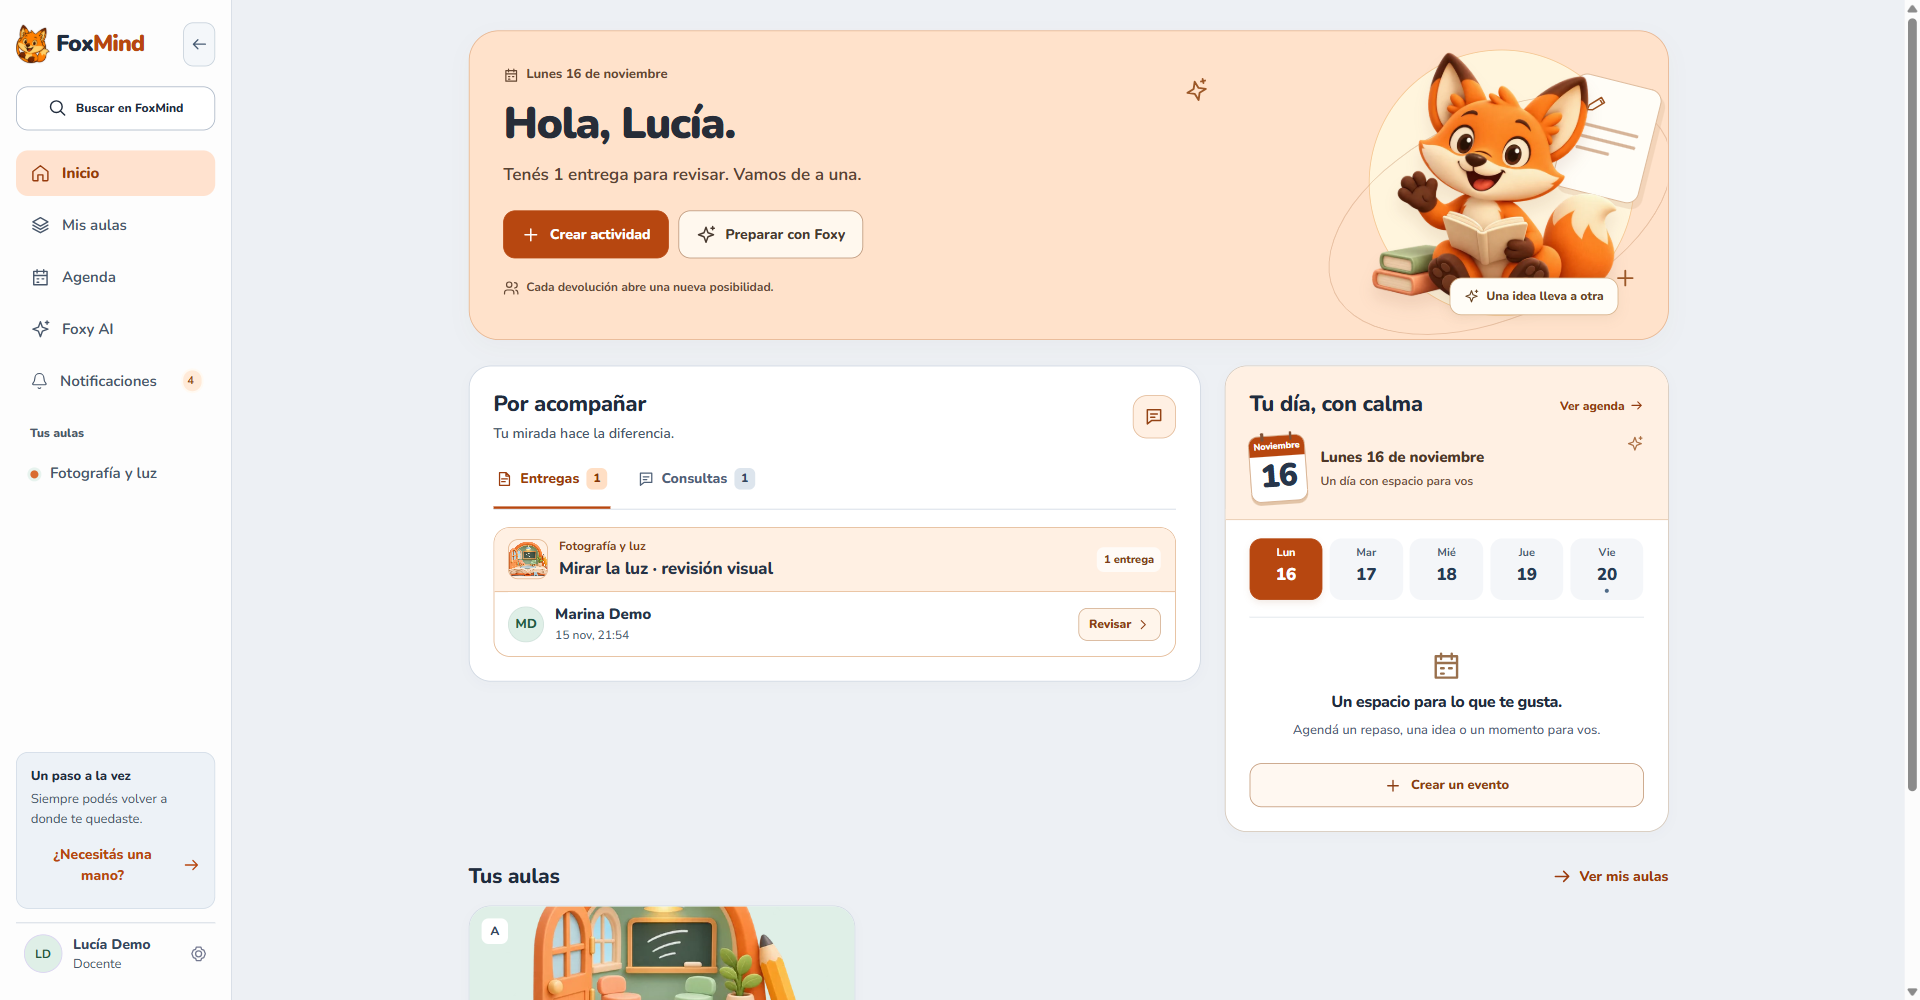 FoxMind
Buscar en FoxMind
Inicio
Mis aulas
Agenda
Foxy AI
Notificaciones 4
Tus aulas
Fotografía y luz
Un paso a la vez
Siempre podés volver a
donde te quedaste.
¿Necesitás una
mano?
LD
Lucía Demo
Docente
Lunes 16 de noviembre
Hola, Lucía.
Tenés 1 entrega para revisar. Vamos de a una.
Crear actividad
Preparar con Foxy
Cada devolución abre una nueva posibilidad.
Una idea lleva a otra
Por acompañar
Tu mirada hace la diferencia.
Entregas 1
Consultas 1
Fotografía y luz
Mirar la luz · revisión visual
1 entrega
MD
Marina Demo
15 nov, 21:54
Revisar
Tu día, con calma
Ver agenda
Noviembre
16
Lunes 16 de noviembre
Un día con espacio para vos
Lun
16
Mar
17
Mié
18
Jue
19
Vie
20
Un espacio para lo que te gusta.
Agendá un repaso, una idea o un momento para vos.
Crear un evento
Tus aulas
Ver mis aulas
A